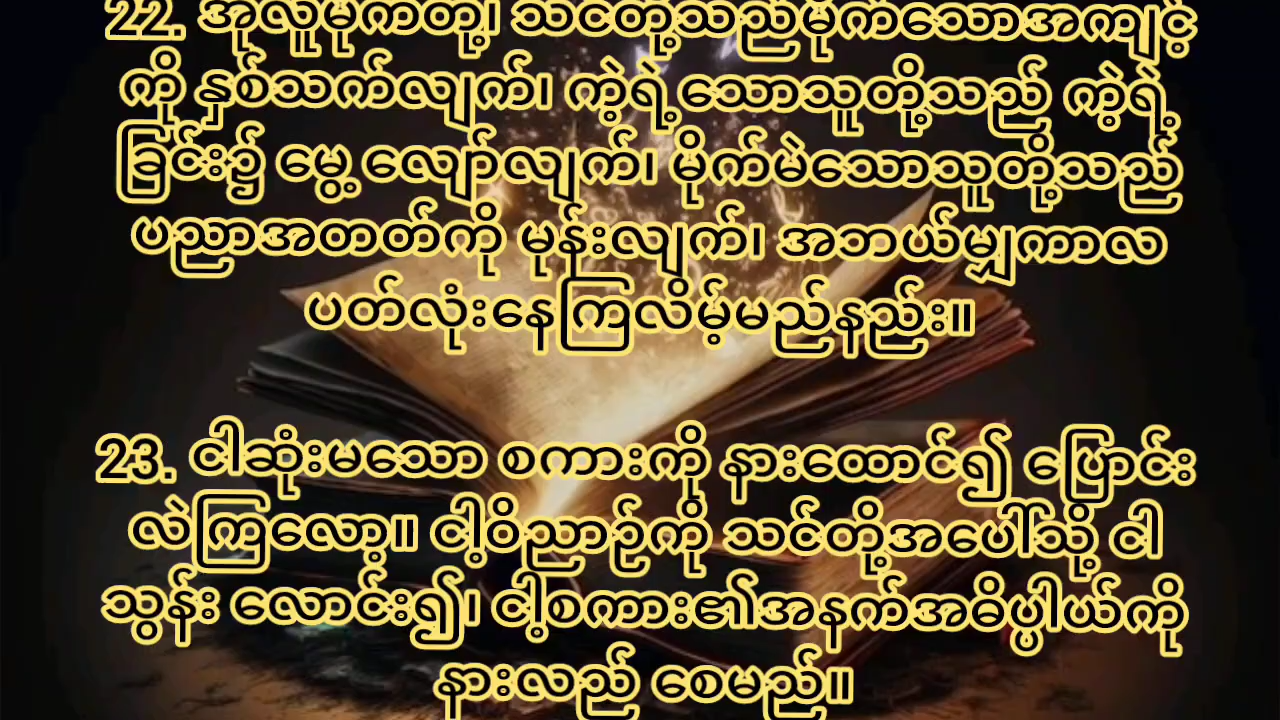 22. အိုလူမိုက်တို့၊ သင်တို့သည်မိုက်သောအကျင့်
ကို နှစ်သက်လျက်၊ ကဲ့ရဲ့ သောသူတို့သည် ကဲ့ရဲ့
ခြင်း၌ မွေ့ လျော်လျက်၊ မိုက်မဲသောသူတို့သည်
ပညာအတတ်ကို မုန်းလျက်၊ အဘယ်မျှကာလ
ပတ်လုံးနေကြလိမ့်မည်နည်း။
23. ငါဆုံးမသော စကားကို နားထောင်၍ ပြောင်း
လဲကြလော့။ ငါ့ဝိညာဉ်ကို သင်တို့အပေါ်သို့ ငါ
သွန်း လောင်း၍၊ ငါ့စကား၏အနက်အဓိပ္ပါယ်ကို
နားလည် စေမည်။